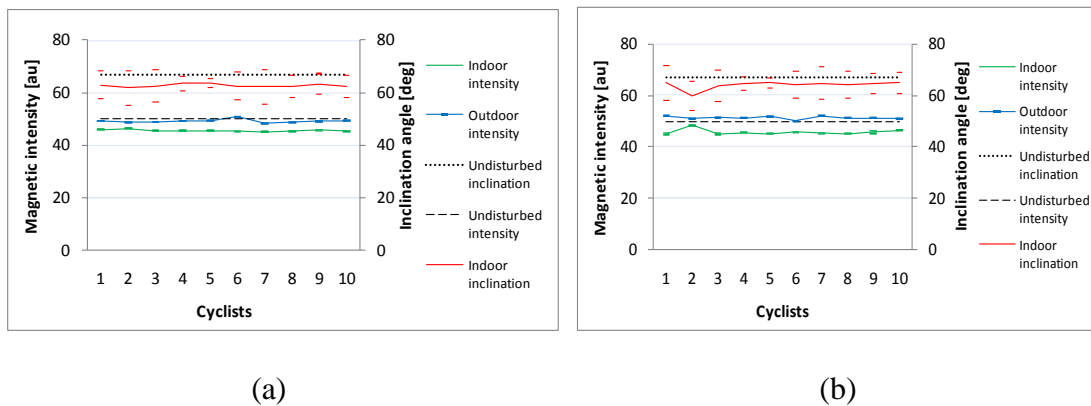 80
60
40
20
0
Magnetic intensity [au]
80
60
40
20
0
Inclination angle [deg]
1 2 3 4 5 6 7 8 9 10
Cyclists
Indoor
intensity
Outdoor
intensity
Undisturbed
inclination
Undisturbed
intensity
Indoor
inclination
(a)
80
60
40
20
0
Magnetic intensity [au]
80
60
40
20
0
Inclination angle [deg]
1 2 3 4 5 6 7 8 9 10
Cyclists
Indoor
intensity
Outdoor
intensity
Undisturbed
inclination
Undisturbed
intensity
Indoor
inclination
(b)